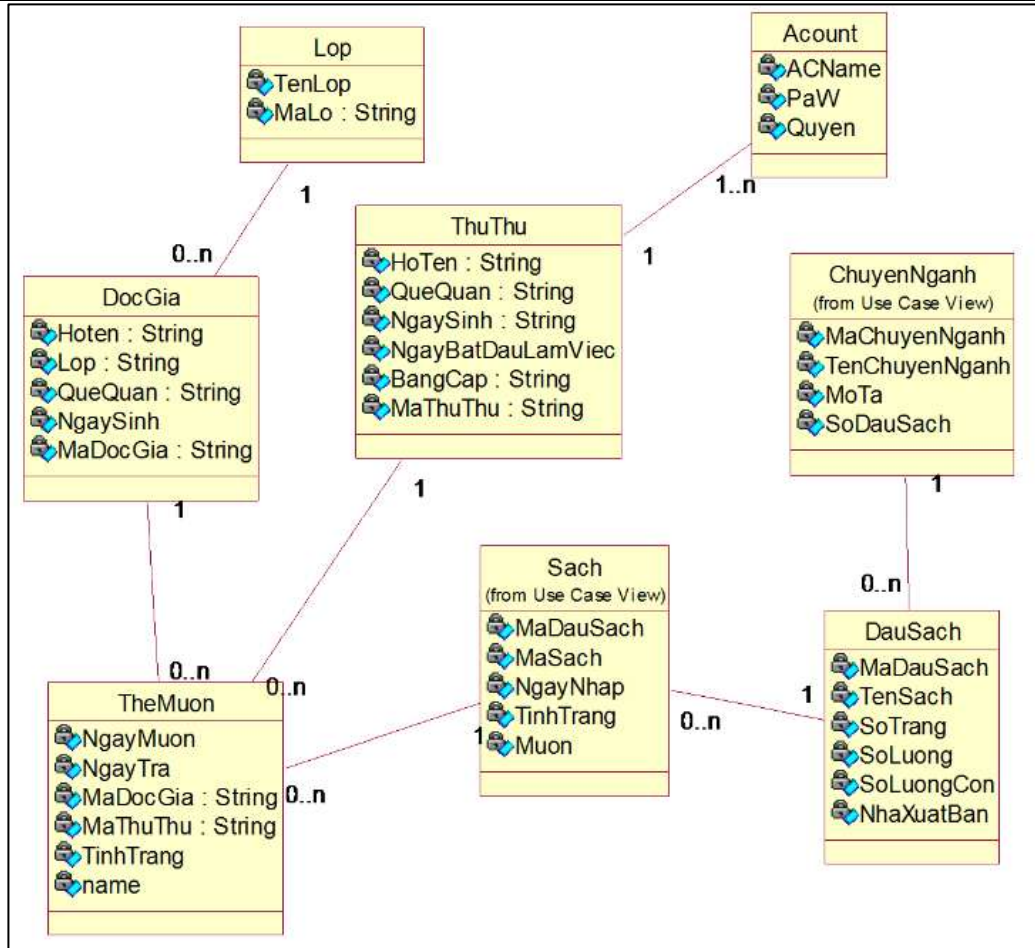 Lop
TenLop
MaLo : String
1
0..n
Acount
ACName
PaW
Quyen
1..n
1
ThuThu
HoTen : String
QueQuan : String
NgaySinh : String
NgayBatDauLamViec
BangCap : String
MaThuThu : String
1
0..n
DocGia
Hoten : String
Lop : String
QueQuan : String
NgaySinh
MaDocGia : String
1
0..n
ChuyenNganh
(from Use Case View)
MaChuyenNganh
TenChuyenNganh
MoTa
SoDauSach
1
0..n
Sach
(from Use Case View)
MaDauSach
MaSach
NgayNhap
TinhTrang
Muon
1
0..n
0..n
1
DauSach
MaDauSach
TenSach
SoTrang
SoLuong
SoLuongCon
NhaXuatBan
TheMuon
NgayMuon
NgayTra
MaDocGia : String
MaThuThu : String
TinhTrang
name